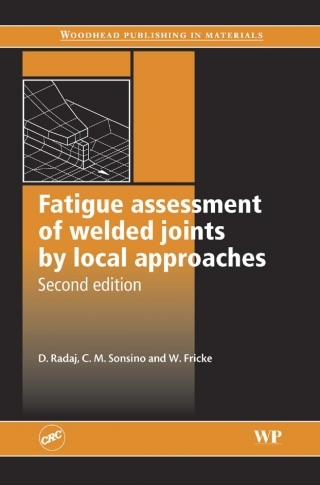 WOODHEAD PUBLISHING IN MATERIALS
Fatigue assessment
of welded joints
by local approaches
Second edition
D. Radaj, C. M. Sonsino and W. Fricke
CRC
WP